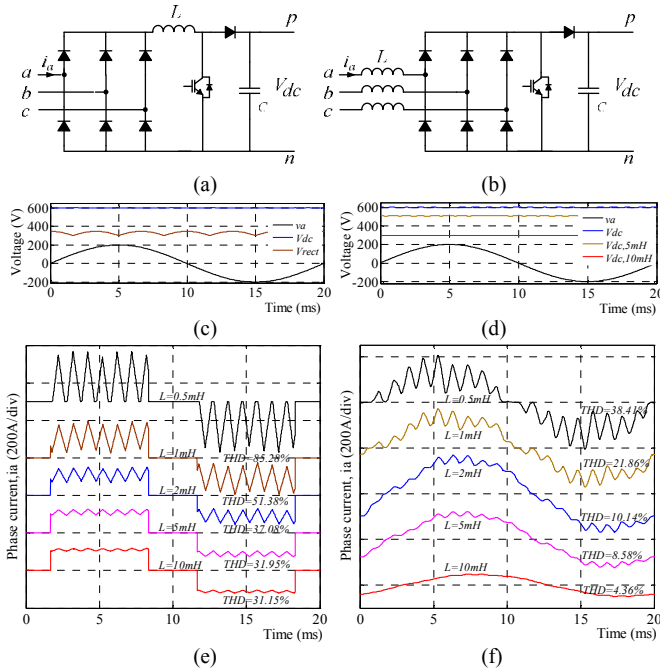 L
p
a
i_a
b
c
V_dc
C
n
(a)
p
i_a
L
a
b
c
V_dc
C
n
(b)
Voltage (V)
600
400
200
0
-200
0
5
10
15
20
va
Vdc
Vrect
Time (ms)
(c)
Voltage (V)
600
400
200
0
-200
0
5
10
15
20
va
Vdc
Vdc,5mH
Vdc,10mH
Time (ms)
(d)
Phase current, ia (200A/div)
L=0.5mH
L=1mH
THD=85.28%
L=2mH
THD=51.38%
L=5mH
THD=37.08%
L=10mH
THD=31.95%
THD=31.15%
0
5
10
15
20
Time (ms)
(e)
Phase current, ia (200A/div)
L=0.5mH
THD=38.41%
L=1mH
THD=21.86%
L=2mH
THD=10.14%
L=5mH
THD=8.58%
L=10mH
THD=4.36%
0
5
10
15
20
Time (ms)
(f)